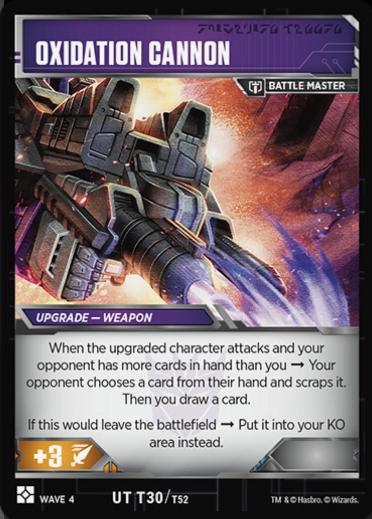 OXIDATION CANNON
BATTLE MASTER
UPGRADE — WEAPON
When the upgraded character attacks and your
opponent has more cards in hand than you → Your
opponent chooses a card from their hand and scraps it.
Then you draw a card.
If this would leave the battlefield → Put it into your KO
area instead.
+3
WAVE 4 UT T30/T52 TM & © Hasbro. © Wizards.